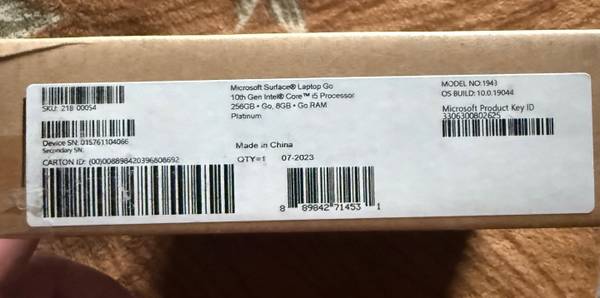 SKU: 21B 00054
Device SN: 015761104066
Secondary SN:
CARTON ID: (00)008898420396808692
Microsoft Surface® Laptop Go
10th Gen Intel® Core™ i5 Processor
256GB • Go, 8GB • Go RAM
Platinum
Made in China
QTY=1 07-2023
8 89842 71453 1
MODEL NO:1943
OS BUILD: 10.0.19044
Microsoft Product Key ID
3306300802625